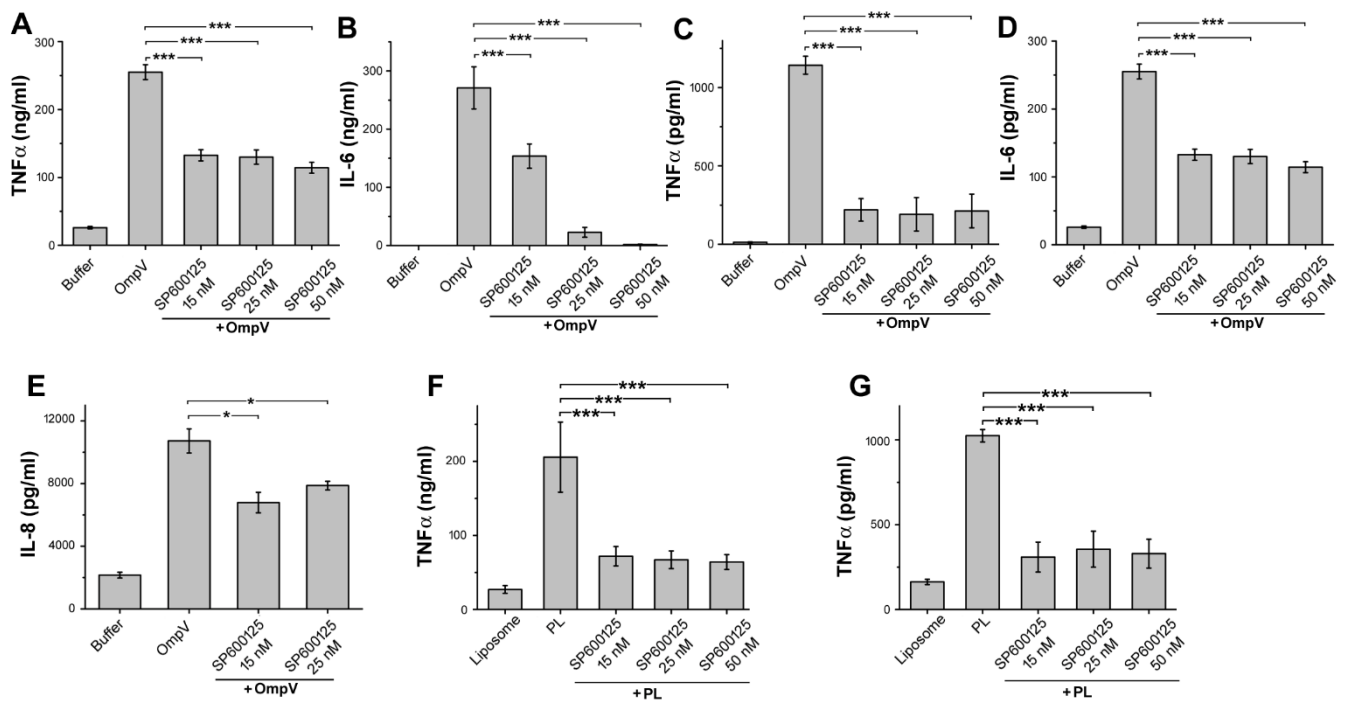 A
TNFα (ng/ml)
300
200
100
0
***
***
***
Buffer
OmpV
SP600125
15 nM
SP600125
25 nM
SP600125
50 nM
+OmpV
B
IL-6 (ng/ml)
300
200
100
0
***
***
***
Buffer
OmpV
SP600125
15 nM
SP600125
25 nM
SP600125
50 nM
+OmpV
C
TNFα (pg/ml)
1000
500
0
***
***
***
Buffer
OmpV
SP600125
15 nM
SP600125
25 nM
SP600125
50 nM
+OmpV
D
IL-6 (pg/ml)
300
200
100
0
***
***
***
Buffer
OmpV
SP600125
15 nM
SP600125
25 nM
SP600125
50 nM
+OmpV
E
IL-8 (pg/ml)
12000
8000
4000
0
*
*
Buffer
OmpV
SP600125
15 nM
SP600125
25 nM
+OmpV
F
TNFα (ng/ml)
200
100
0
***
***
***
Liposome
PL
SP600125
15 nM
SP600125
25 nM
SP600125
50 nM
+PL
G
TNFα (pg/ml)
1000
500
0
***
***
***
Liposome
PL
SP600125
15 nM
SP600125
25 nM
SP600125
50 nM
+PL